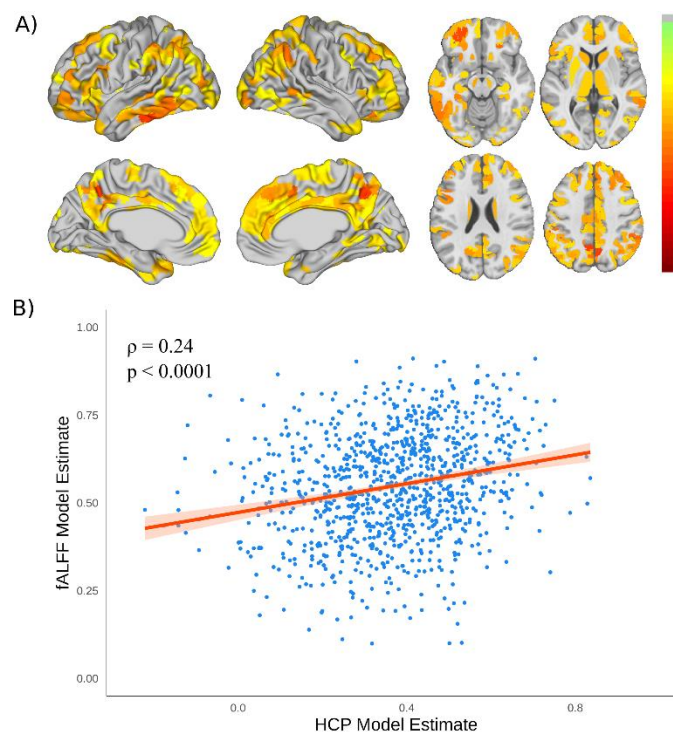 A)
B)
1.00
ρ = 0.24
p < 0.0001
0.75
0.50
0.25
0.00
fALFF Model Estimate
0.0
0.4
0.8
HCP Model Estimate